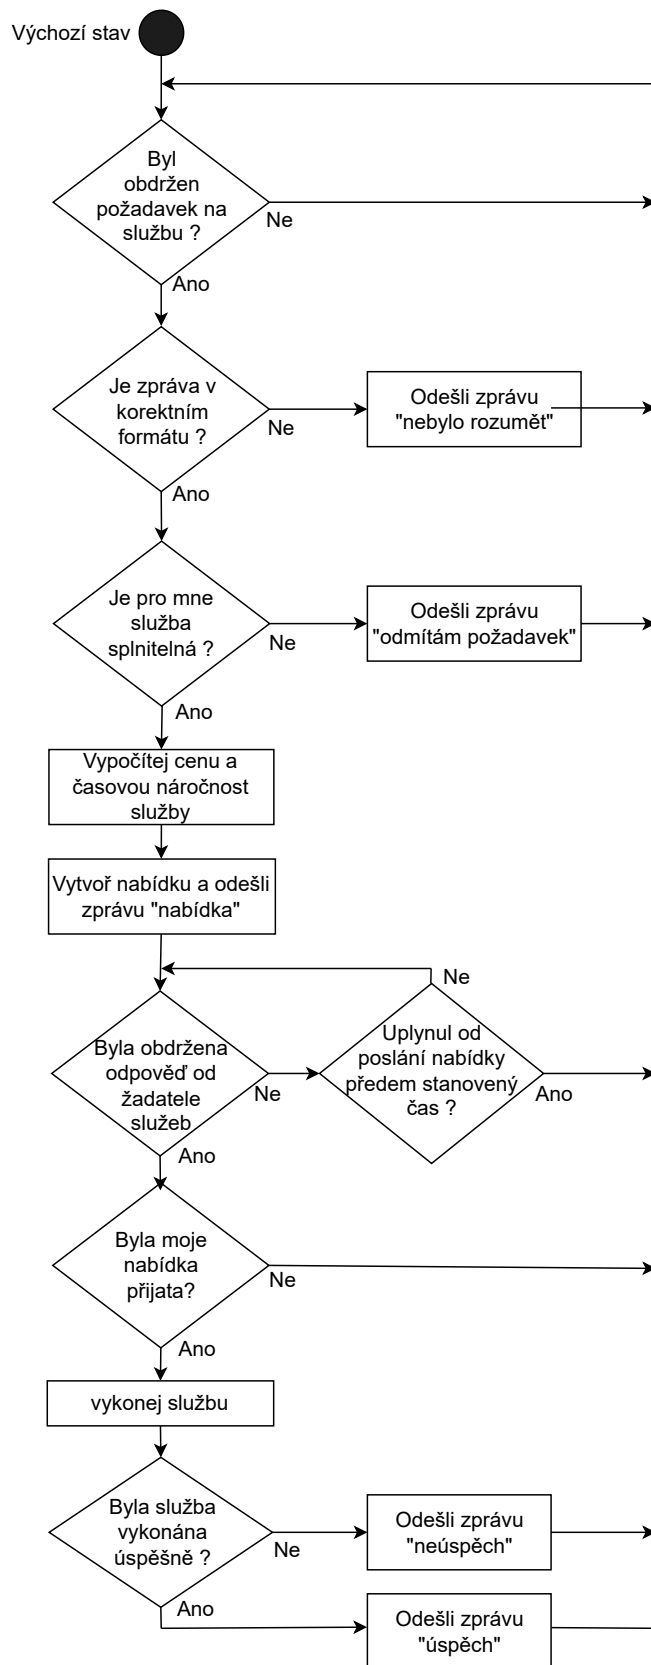 Výchozí stav
Byl
obdržen
požadavek na
službu ?
Ne
Ano
Je zpráva v
korektním
formátu ?
Ne
Odešli zprávu
"nebylo rozumět"
Ano
Je pro mne
služba
splnitelná ?
Ne
Odešli zprávu
"odmítám požadavek"
Ano
Vypočítej cenu a
časovou náročnost
služby
Vytvoř nabídku a odešli
zprávu "nabídka"
Byla obdržena
odpověď od
žadatele
služeb
Ne
Ne
Uplynul od
poslání nabídky
předem stanovený
čas ?
Ano
Ano
Byla moje
nabídka
přijata?
Ne
Ano
vykonej službu
Byla služba
vykonána
úspěšně ?
Ne
Odešli zprávu
"neúspěch"
Ano
Odešli zprávu
"úspěch"